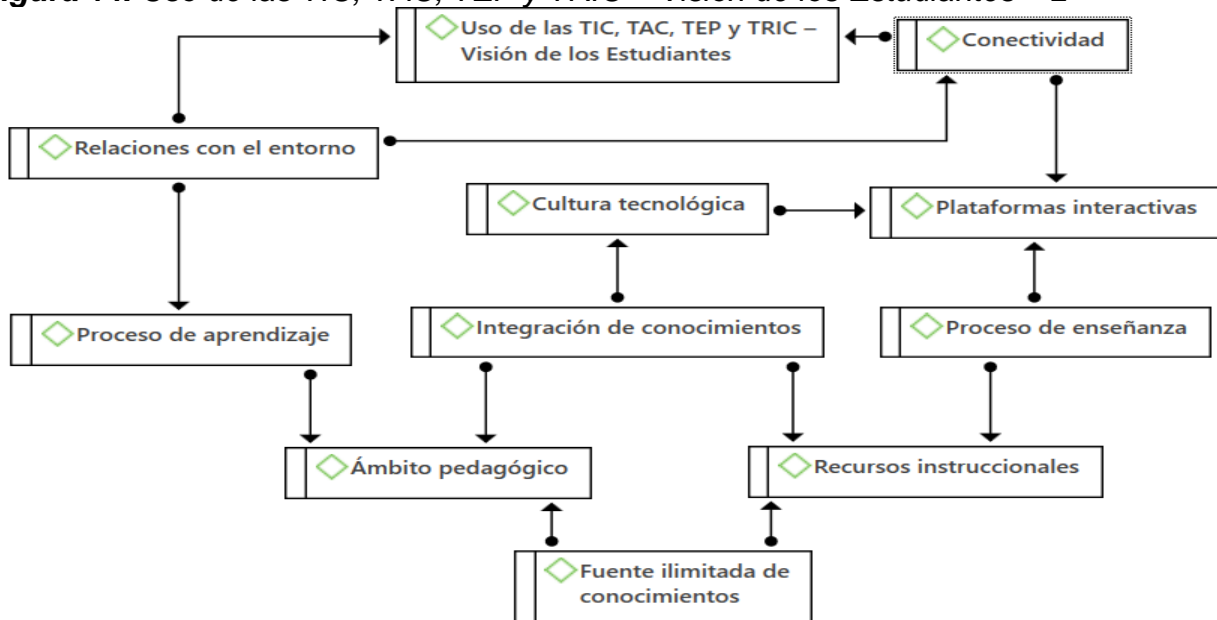 Uso de las TIC, TAC, TEP y TRIC –
Visión de los Estudiantes
Conectividad
Relaciones con el entorno
Cultura tecnológica
Plataformas interactivas
Proceso de aprendizaje
Integración de conocimientos
Proceso de enseñanza
Ámbito pedagógico
Recursos instruccionales
Fuente ilimitada de
conocimientos